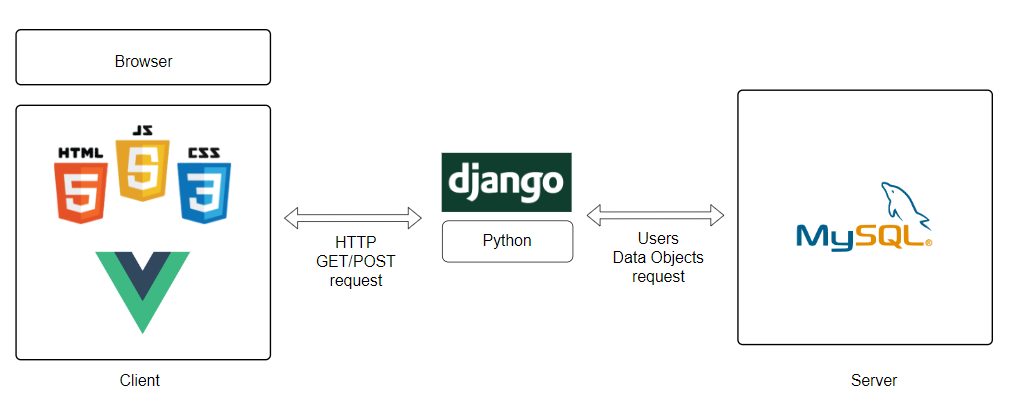 Browser
JS
HTML
CSS
5
5
3
django
Python
HTTP
GET/POST
request
Users
Data Objects
request
MySQL®
Client
Server